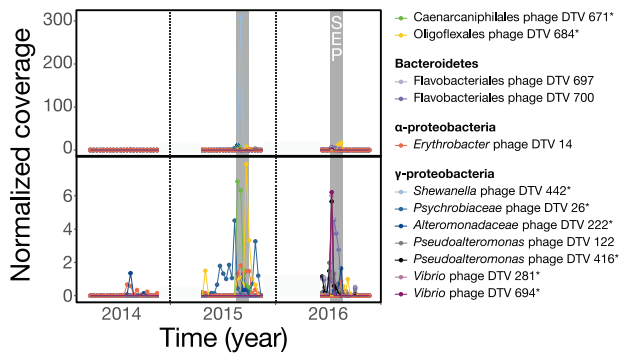 Normalized coverage
300
200
100
0
6
4
2
0
SEP
2014
2015
2016
Time (year)
Caenarcaniphilales phage DTV 671*
Oligoflexales phage DTV 684*
Bacteroidetes
Flavobacteriales phage DTV 697
Flavobacteriales phage DTV 700
α-proteobacteria
Erythrobacter phage DTV 14
γ-proteobacteria
Shewanella phage DTV 442*
Psychrobiaceae phage DTV 26*
Alteromonadaceae phage DTV 222*
Pseudoalteromonas phage DTV 122
Pseudoalteromonas phage DTV 416*
Vibrio phage DTV 281*
Vibrio phage DTV 694*